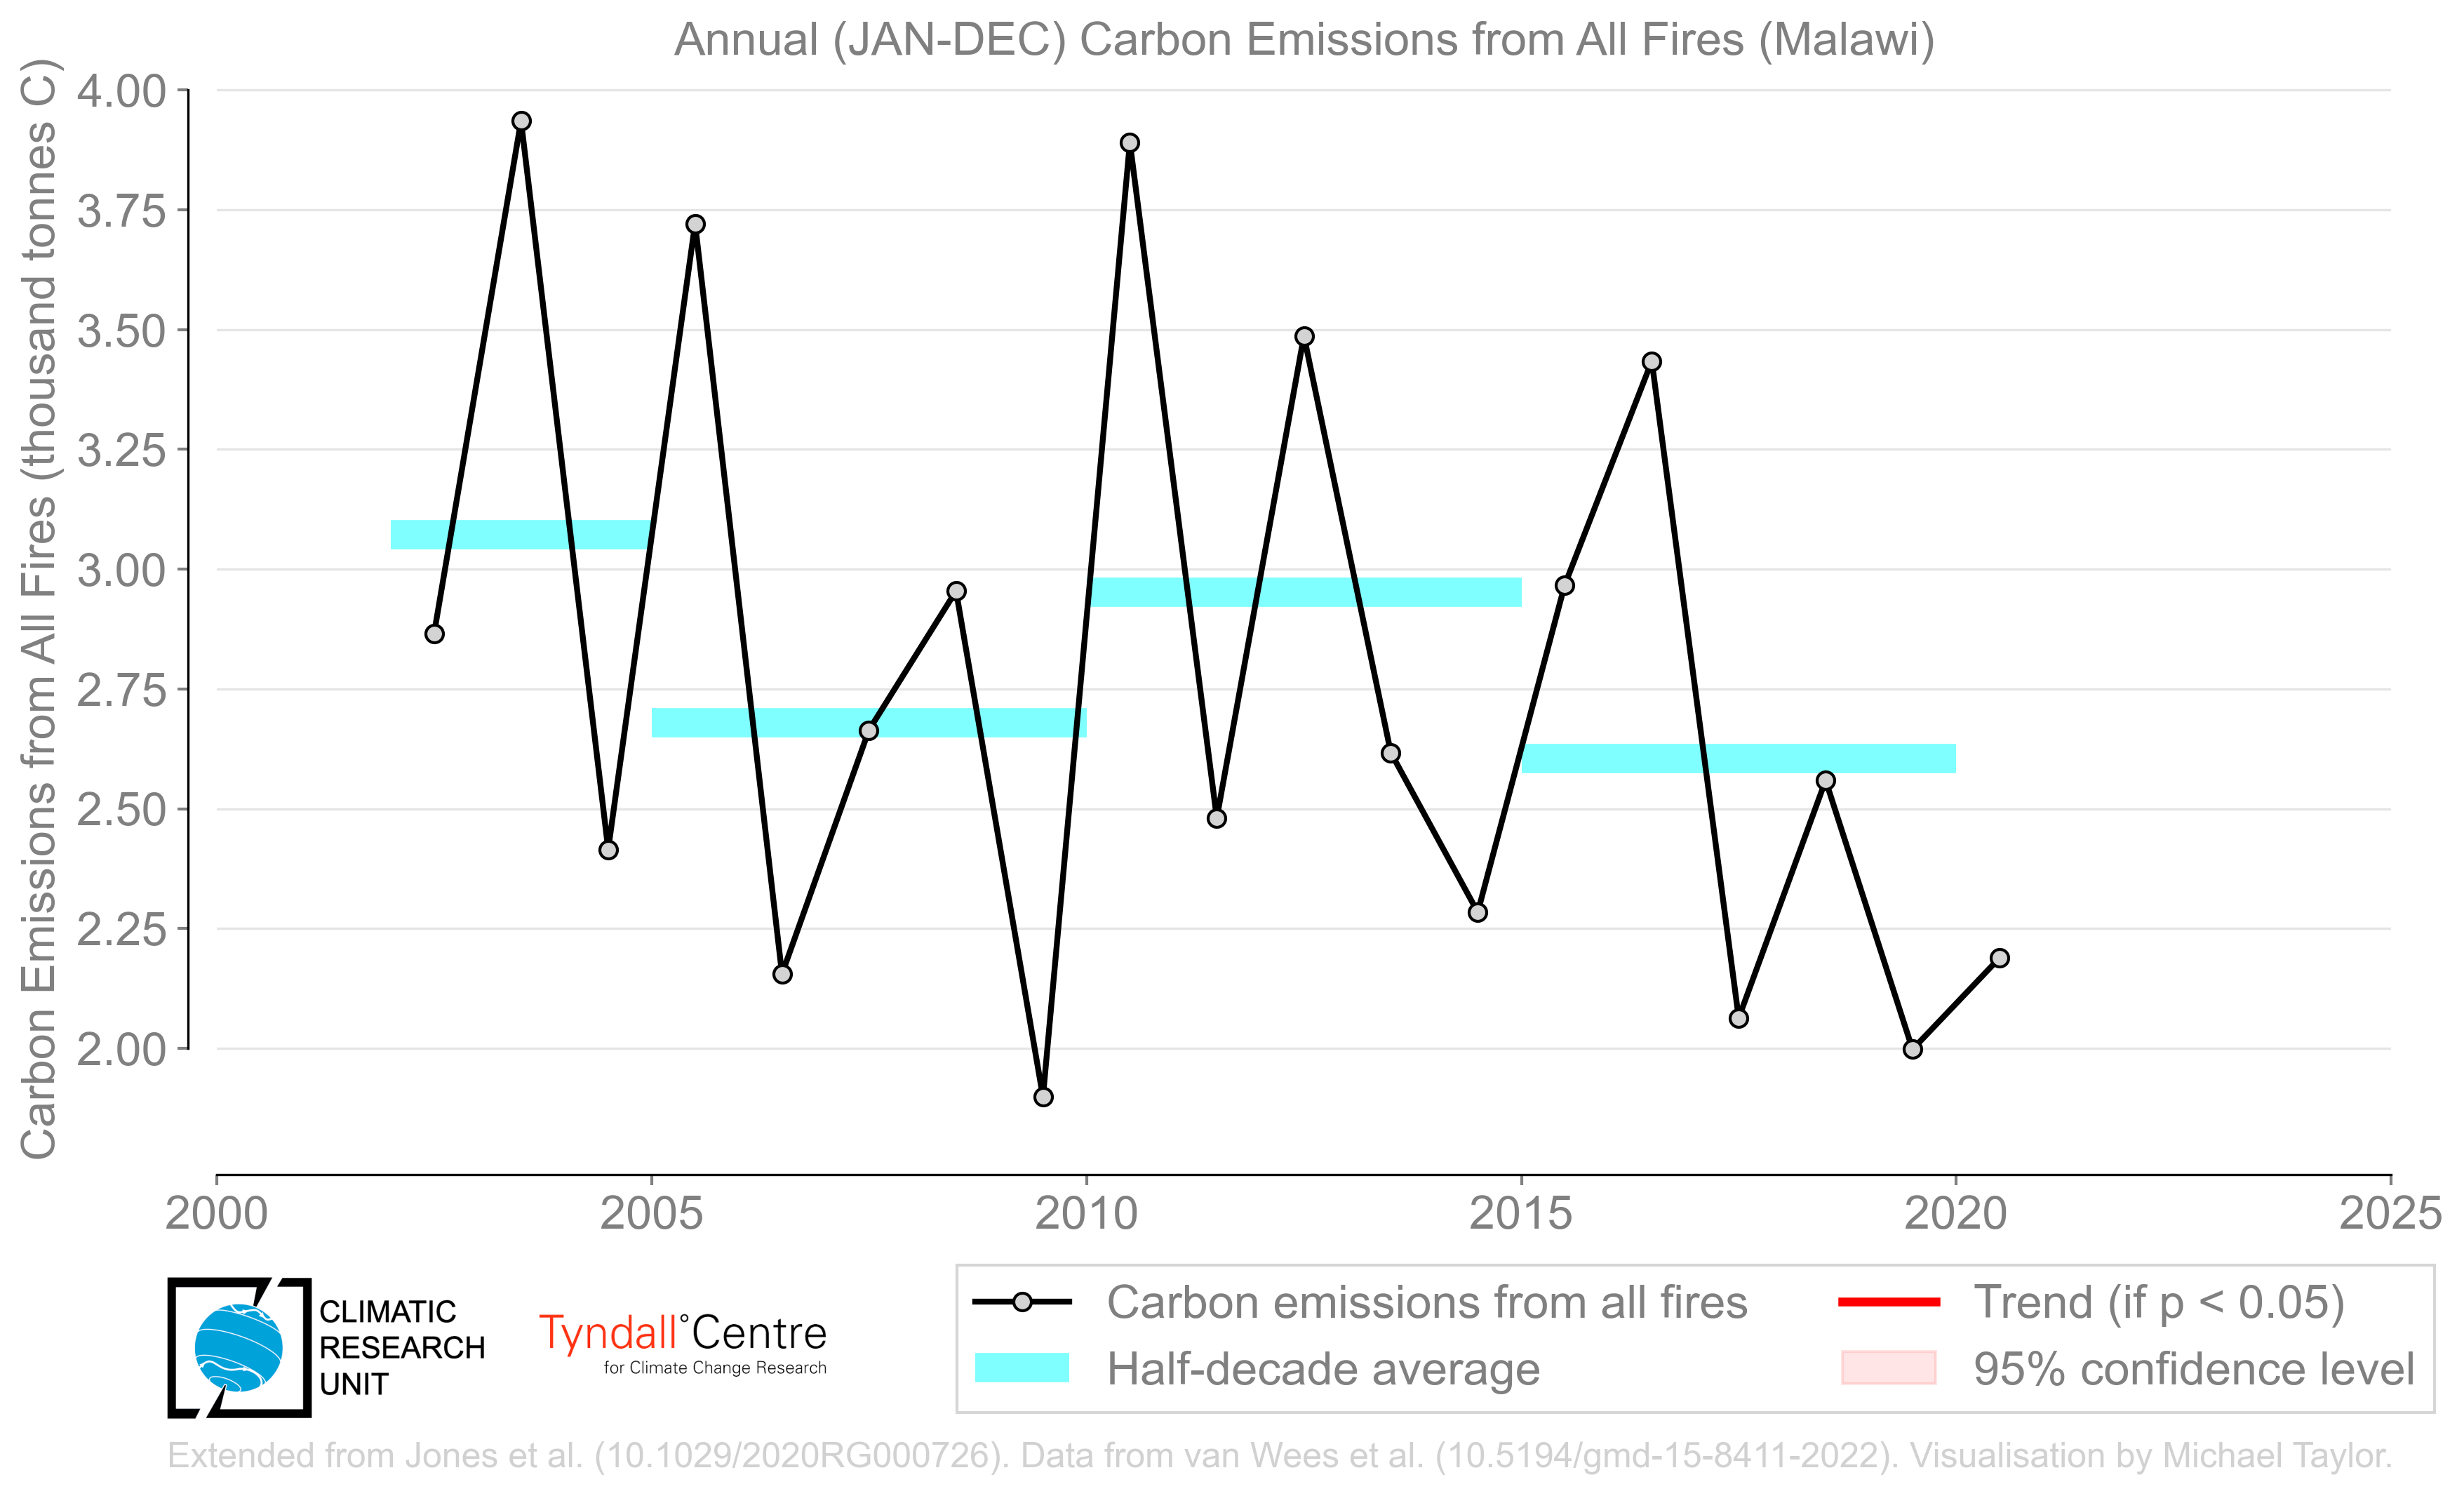 Annual (JAN-DEC) Carbon Emissions from All Fires (Malawi)
Carbon Emissions from All Fires (thousand tonnes C)
4.00
3.75
3.50
3.25
3.00
2.75
2.50
2.25
2.00
2000 2005 2010 2015 2020 2025
CLIMATIC
RESEARCH
UNIT
Tyndall°Centre
for Climate Change Research
Carbon emissions from all fires
Half-decade average
Trend (if p < 0.05)
95% confidence level
Extended from Jones et al. (10.1029/2020RG000726). Data from van Wees et al. (10.5194/gmd-15-8411-2022). Visualisation by Michael Taylor.